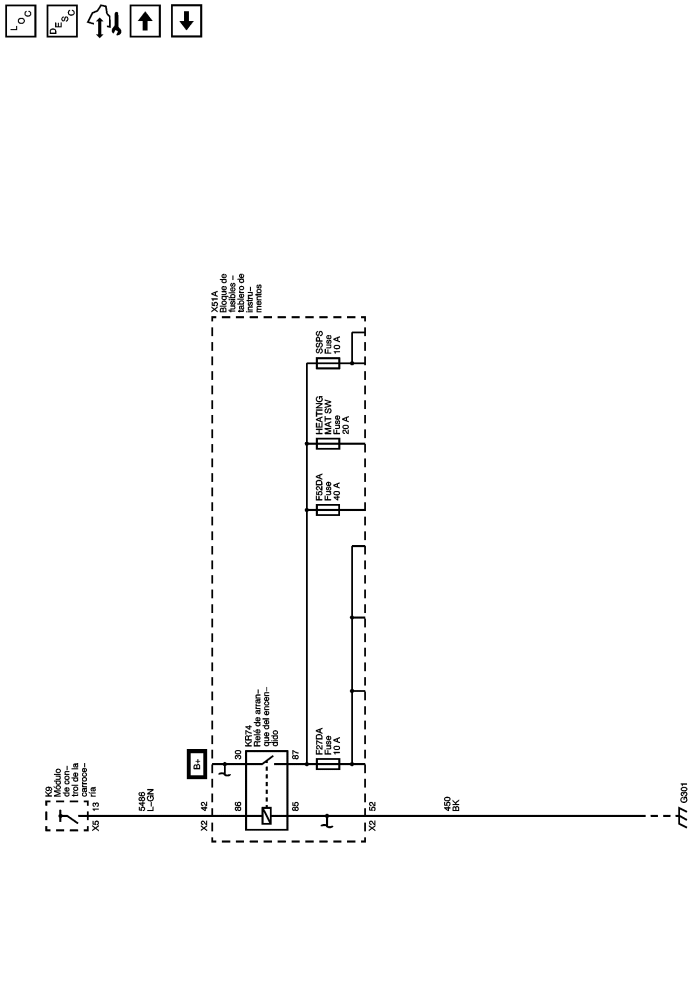 LOC
DESC
X51A
Bloque de
fusibles –
tablero de
instru–
mentos
SSPS
Fuse
10 A
HEATING
MAT SW
Fuse
20 A
F52DA
Fuse
40 A
KR74
Relé de arran–
que del encen–
dido
F27DA
Fuse
10 A
B+
30
87
K9
Módulo
de con–
trol de la
carroce–
ría
X5
13
5486
L–GN
X2
42
86
85
X2
52
450
BK
G301